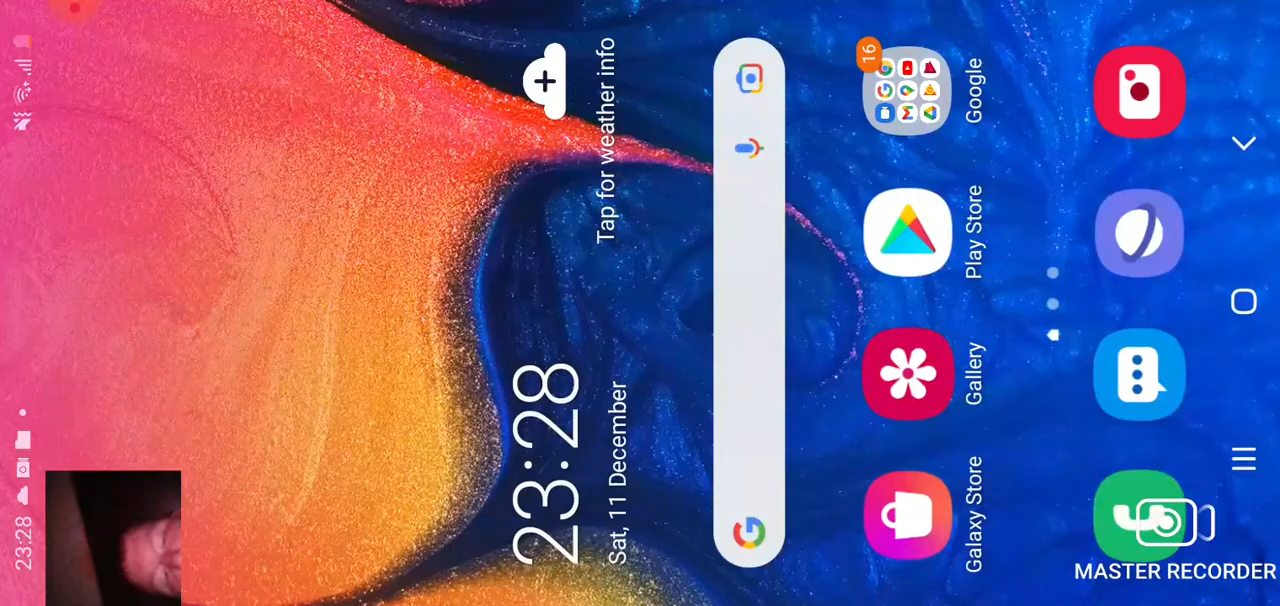 23:28
23:28
Sat, 11 December
Tap for weather info
16
Galaxy Store
Gallery
Play Store
Google
MASTER RECORDER